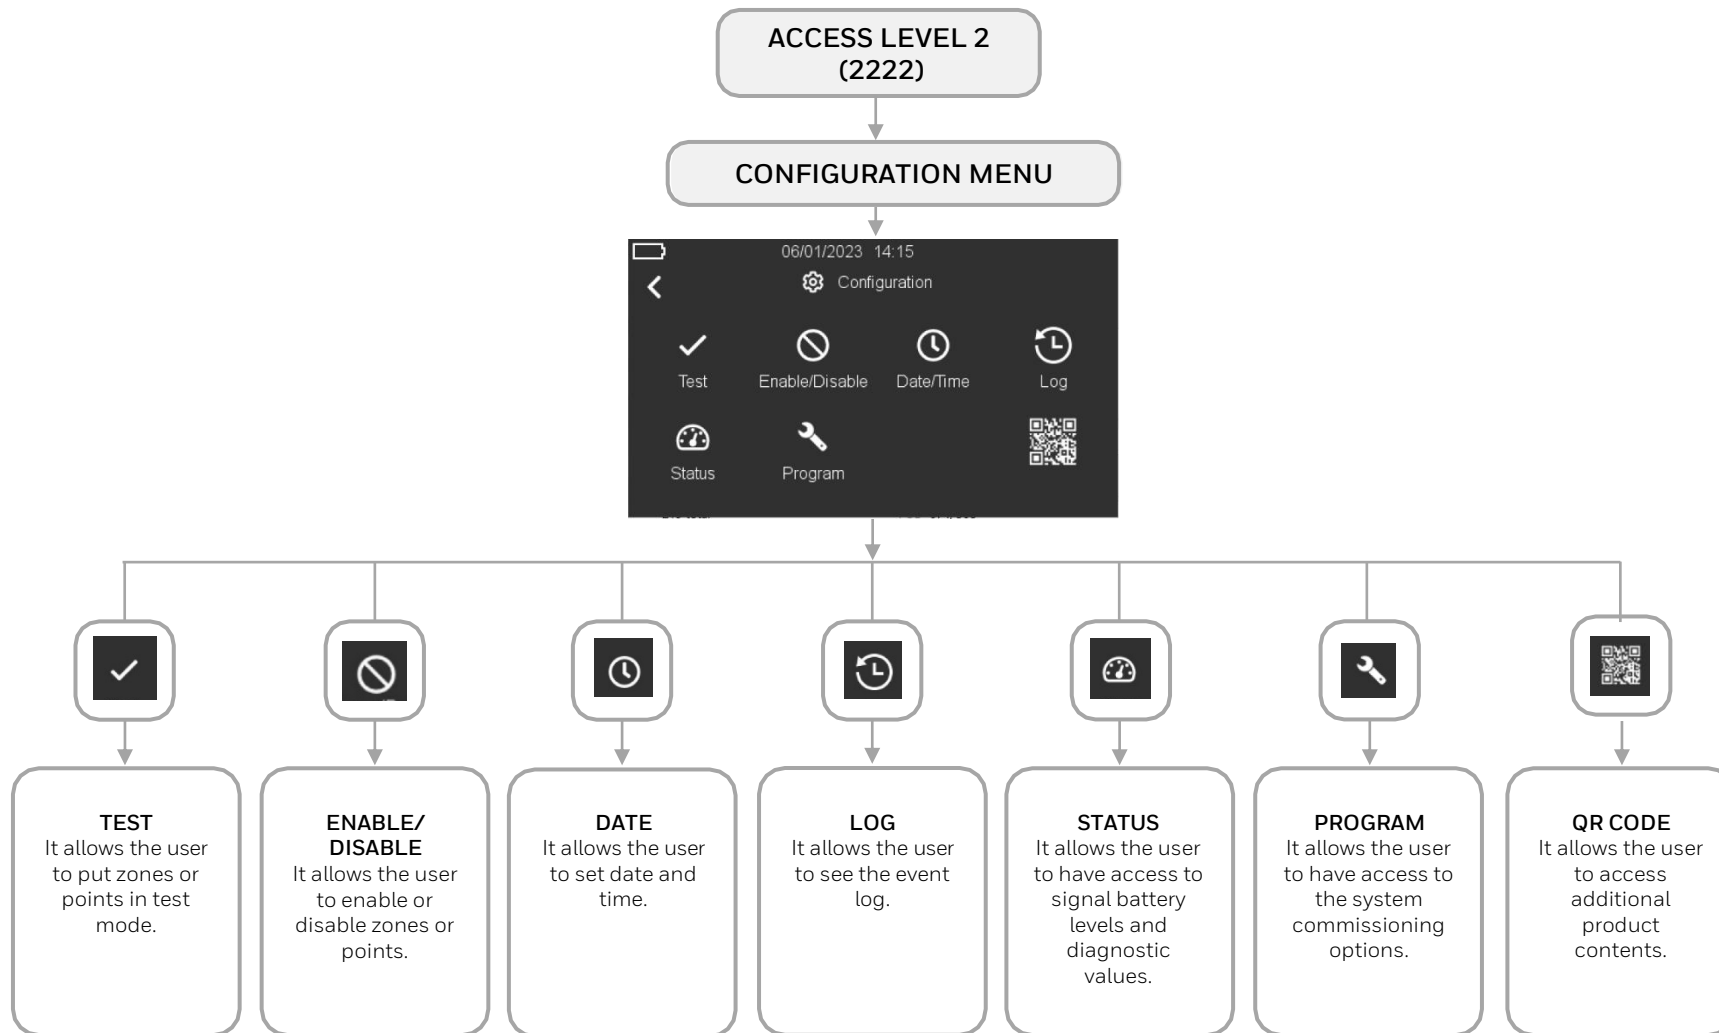 ACCESS LEVEL 2
(2222)
CONFIGURATION MENU
06/01/2023 14:15
Configuration
Test
Enable/Disable
Date/Time
Log
Status
Program
TEST
It allows the user
to put zones or
points in test
mode.
ENABLE/
DISABLE
It allows the user
to enable or
disable zones or
points.
DATE
It allows the user
to set date and
time.
LOG
It allows the user
to see the event
log.
STATUS
It allows the user
to have access to
signal battery
levels and
diagnostic
values.
PROGRAM
It allows the user
to have access to
the system
commissioning
options.
QR CODE
It allows the user
to access
additional
product
contents.